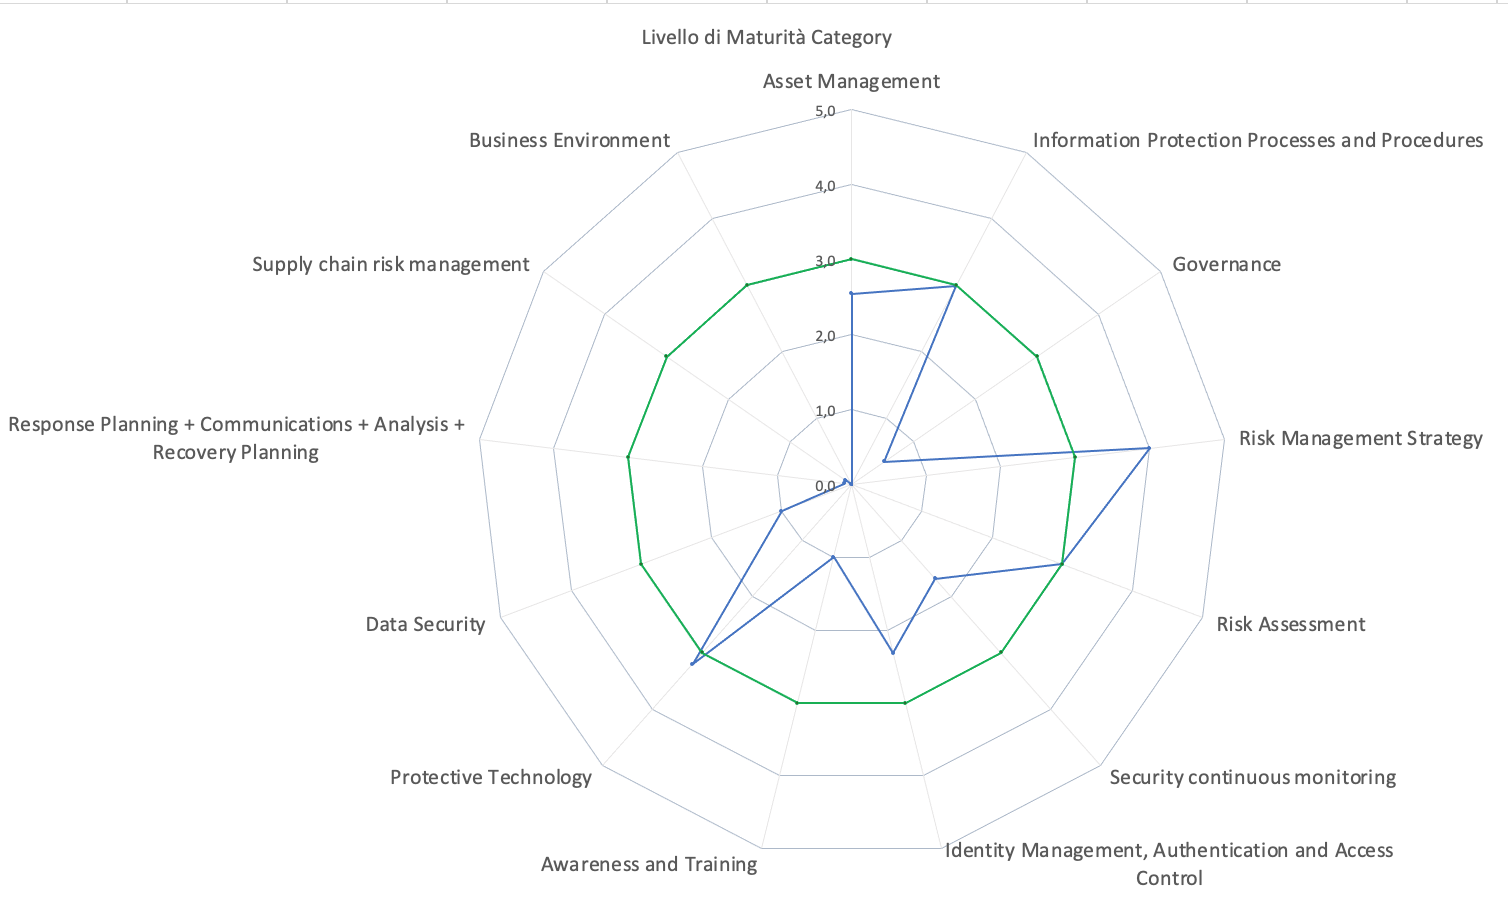 Livello di Maturità Category
Asset Management
5,0
Business Environment
Information Protection Processes and Procedures
4,0
Supply chain risk management
3,0
Governance
2,0
1,0
Response Planning + Communications + Analysis +
Recovery Planning
Risk Management Strategy
0,0
Data Security
Risk Assessment
Protective Technology
Security continuous monitoring
Awareness and Training
Identity Management, Authentication and Access
Control